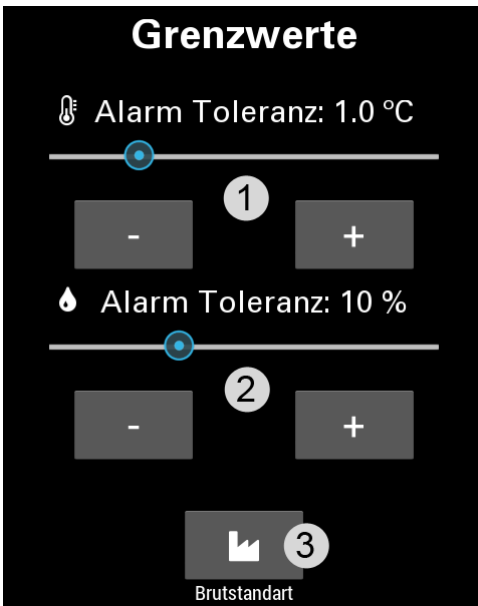 Grenzwerte
Alarm Toleranz: 1.0 °C
1
- +
Alarm Toleranz: 10 %
2
- +
3
Brutstandart